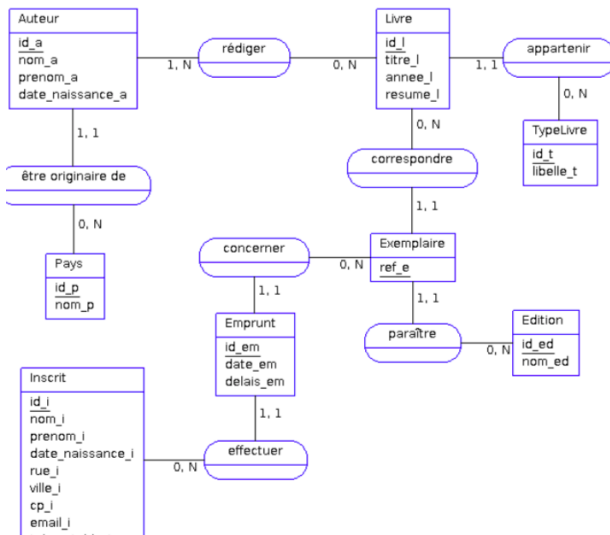 Auteur
id_a
nom_a
prenom_a
date_naissance_a
1, N
rédiger
0, N
Livre
id_l
titre_l
annee_l
resume_l
1, 1
appartenir
0, N
TypeLivre
id_t
libelle_t
1, 1
être originaire de
0, N
Pays
id_p
nom_p
0, N
correspondre
1, 1
Exemplaire
ref_e
0, N
concerner
1, 1
Emprunt
id_em
date_em
delais_em
1, 1
paraître
0, N
Edition
id_ed
nom_ed
1, 1
effectuer
0, N
Inscrit
id_i
nom_i
prenom_i
date_naissance_i
rue_i
ville_i
cp_i
email_i